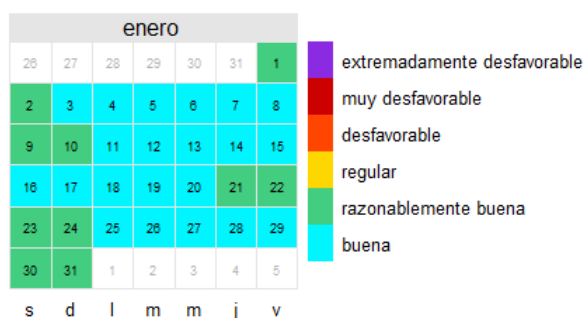 enero
26 27 28 29 30 31 1
2 3 4 5 6 7 8
9 10 11 12 13 14 15
16 17 18 19 20 21 22
23 24 25 26 27 28 29
30 31 1 2 3 4 5
s d l m m j v
extremadamente desfavorable
muy desfavorable
desfavorable
regular
razonablemente buena
buena